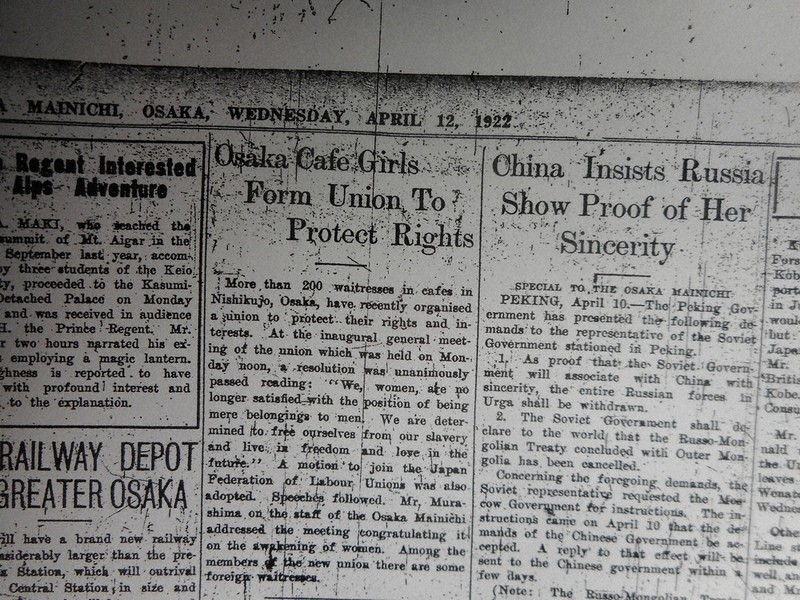 A MAINICHI, OSAKA, WEDNESDAY, APRIL 12, 1922
Regent Interested
Alps Adventure
A. MAKI, who reached the
summit of Mt. Aigar in the
September last year, accom-
by three students of the Keio
ty, proceeded to the Kasumi-
Detached Palace on Monday
and was received in audience
H. the Prince Regent. Mr.
r two hours narrated his ex-
employing a magic lantern.
ghness is reported to have
with profound interest and
to the explanation.
RAILWAY DEPOT
GREATER OSAKA
ill have a brand new railway
nsiderably larger than the pre-
a Station, which will outrival
Central Station, in size and
Osaka Cafe Girls
Form Union To
Protect Rights
More than 200 waitresses in cafes in
Nishikujo, Osaka, have recently organised
a union to protect their rights and in-
terests. At the inaugural general meet-
ing of the union which was held on Mon-
day noon, a resolution was unanimously
passed reading: "We, women, are no
longer satisfied with the position of being
mere belongings to men. We are deter-
mined to free ourselves from our slavery
and live in freedom and love in the
future." A motion to join the Japan
Federation of Labour Unions was also
adopted. Speeches followed. Mr. Mura-
shima on the staff of the Osaka Mainichi
addressed the meeting congratulating it
on the awakening of women. Among the
members of the new union there are some
foreign waitresses.
China Insists Russia
Show Proof of Her
Sincerity
SPECIAL TO THE OSAKA MAINICHI
PEKING, April 10.—The Peking Gov-
ernment has presented the following de-
mands to the representative of the Soviet
Government stationed in Peking.
1. As proof that the Soviet Govern-
ment will associate with China with
sincerity, the entire Russian forces in
Urga shall be withdrawn.
2. The Soviet Government shall de-
clare to the world that the Russo-Mon-
golian Treaty concluded with Outer Mon-
golia has been cancelled.
Concerning the foregoing demands, the
Soviet representative requested the Mos-
cow Government for instructions. The in-
structions came on April 10 that the de-
mands of the Chinese Government be ac-
cepted. A reply to that effect will be
sent to the Chinese government within a
few days.
(Note: The Russo-Mongolian Treaty
K
Fors
Kobe
port
in J
woul
but
Japa
Mr.
Britis
Kobe
Consu
Mr.
nald
the U
leaves
Wenat
Wedne
Othe
Line s
include
well an
and M